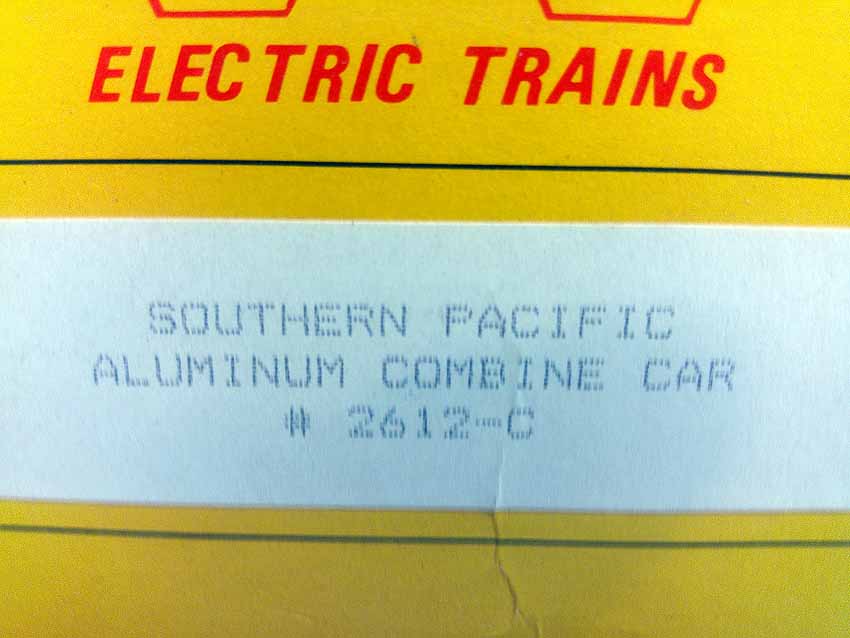 ELECTRIC TRAINS
SOUTHERN PACIFIC
ALUMINUM COMBINE CAR
# 2612-C